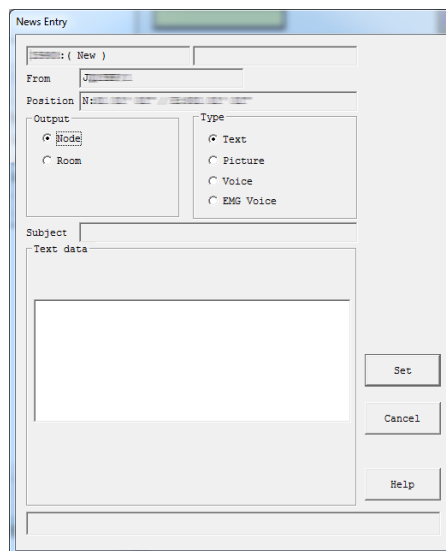 News Entry
:( New )
From J
Position N:
Output
Node
Room
Type
Text
Picture
Voice
EMG Voice
Subject
Text data
Set
Cancel
Help